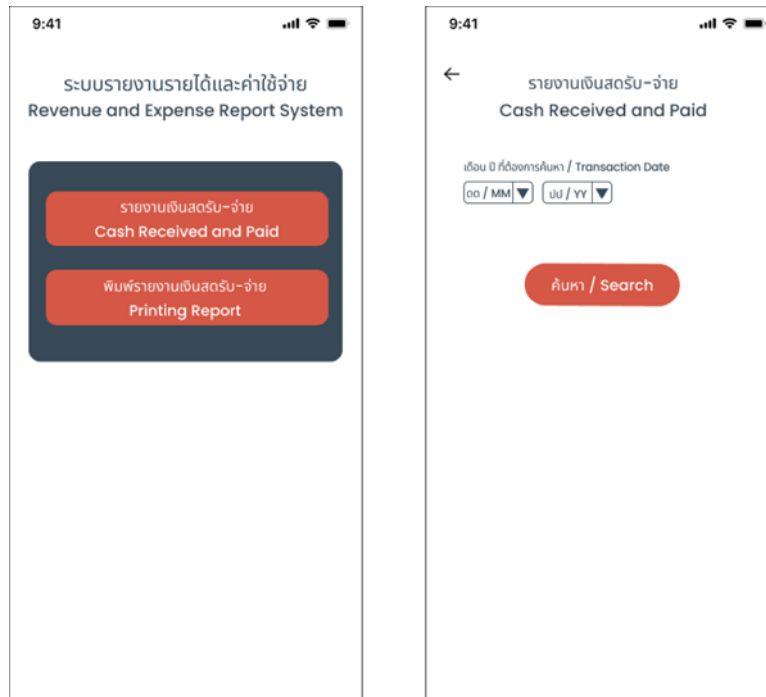 9:41
ระบบรายงานรายได้และค่าใช้จ่าย
Revenue and Expense Report System
รายงานเงินสดรับ-จ่าย
Cash Received and Paid
พิมพ์รายงานเงินสดรับ-จ่าย
Printing Report
9:41
รายงานเงินสดรับ-จ่าย
Cash Received and Paid
เดือน ปี ที่ต้องการค้นหา / Transaction Date
ดด / MM ปป / YY
ค้นหา / Search